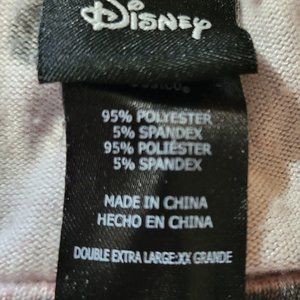 Disney
95% POLYESTER
5% SPANDEX
95% POLIÉSTER
5% SPANDEX
MADE IN CHINA
HECHO EN CHINA
DOUBLE EXTRA LARGE:XX GRANDE